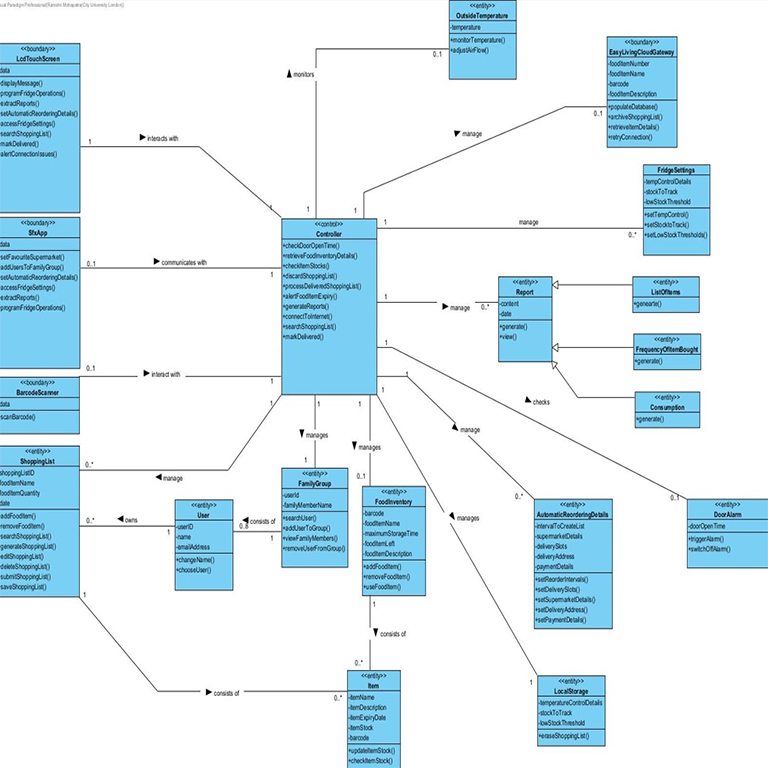 ual Paradigm Professional(Ramdini Motupatra(City University London))
<<boundary>>
LcdTouchScreen
data
displayMessage()
programFridgeOperations()
extractReports()
setAutomaticReorderingDetails()
accessFridgeSettings()
searchShoppingList()
markDelivered()
alertConnectionIssues()
<<boundary>>
SfxApp
data
setFavouriteSupermarket()
addUsersToFamilyGroup()
setAutomaticReorderingDetails()
accessFridgeSettings()
extractReports()
programFridgeOperations()
<<boundary>>
BarcodeScanner
data
scanBarcode()
<<entity>>
ShoppingList
shoppingListID
foodItemName
foodItemQuantity
date
addFoodItem()
removeFoodItem()
searchShoppingList()
generateShoppingList()
editShoppingList()
deleteShoppingList()
submitShoppingList()
saveShoppingList()
<<entity>>
User
-userID
-name
-emailAddress
+changeName()
+chooseUser()
<<entity>>
FamilyGroup
-userId
-familyMemberName
+searchUser()
+addUserToGroup()
+viewFamilyMembers()
+removeUserFromGroup()
<<entity>>
FoodInventory
-barcode
-foodItemName
-maximumStorageTime
-foodItemLeft
-foodItemDescription
+addFoodItem()
+removeFoodItem()
+useFoodItem()
<<entity>>
Item
-itemName
-itemDescription
-itemExpiryDate
-itemStock
-barcode
+updateItemStock()
+checkItemStock()
<<control>>
Controller
+checkDoorOpenTime()
+retrieveFoodInventoryDetails()
+checkItemStocks()
+discardShoppingList()
+processDeliveredShoppingList()
+alertFoodItemExpiry()
+generateReports()
+connectToInternet()
+searchShoppingList()
+markDelivered()
<<entity>>
OutsideTemperature
-temperature
+monitorTemperature()
+adjustAirFlow()
<<boundary>>
EasyLivingCloudGateway
-foodItemNumber
-foodItemName
-barcode
-foodItemDescription
+populateDatabase()
+archiveShoppingList()
+retrieveItemDetails()
+retryConnection()
FridgeSettings
-tempControlDetails
-stockToTrack
-lowStockThreshold
+setTempControl()
+setStocktoTrack()
+setLowStockThresholds()
<<entity>>
Report
-content
-date
+generate()
+view()
<<entity>>
ListOfItems
+genearte()
<<entity>>
FrequencyOfItemBought
+generate()
<<entity>>
Consumption
+generate()
<<entity>>
AutomaticReorderingDetails
-intervalToCreateList
-supermarketDetails
-deliverySlots
-deliveryAddress
-paymentDetails
+setReorderIntervals()
+setDeliverySlots()
+setSupermarketDetails()
+setDeliveryAddress()
+setPaymentDetails()
<<entity>>
DoorAlarm
-doorOpenTime
+triggerAlarm()
+switchOffAlarm()
<<entity>>
LocalStorage
-temperatureControlDetails
-stockToTrack
-lowStockThreshold
+eraseShoppingList()
1
interacts with
1
0..1
communicates with
1
0..1
interact with
1
0..*
manage
1
0..*
owns
1
0..8
consists of
1
1
manages
1
1
manages
0..1
1
consists of
0..*
1
consists of
0..*
1
monitors
0..1
1
manage
0..1
1
manage
0..*
1
manage
0..*
1
checks
0..1
1
manage
0..*
1
manages
1